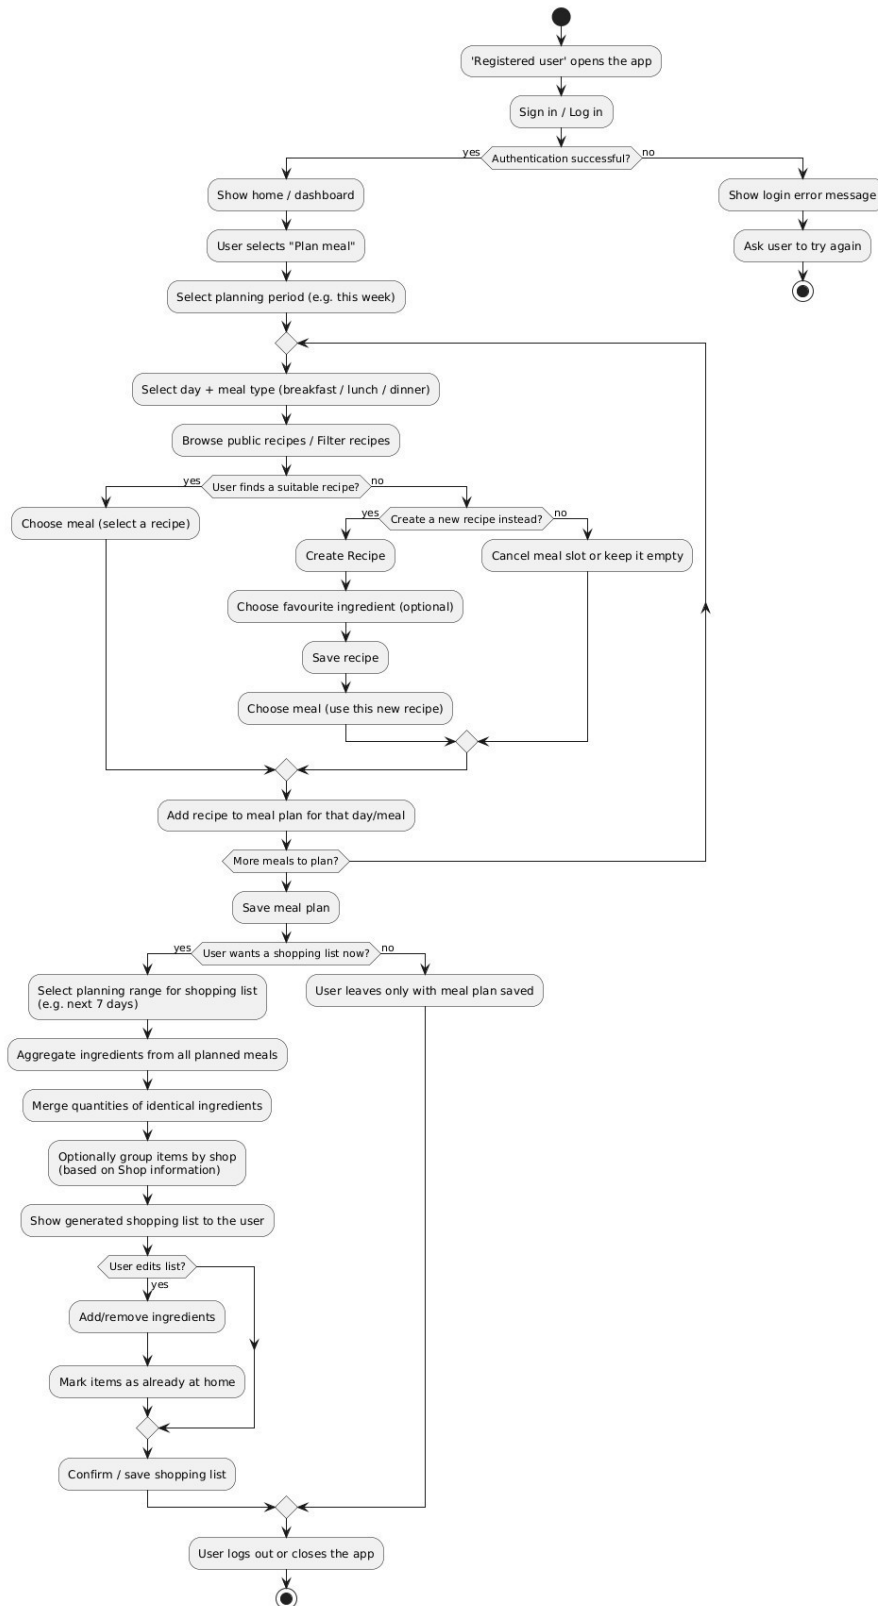 'Registered user' opens the app
Sign in / Log in
yes
Authentication successful?
no
Show home / dashboard
Show login error message
User selects "Plan meal"
Ask user to try again
Select planning period (e.g. this week)
Select day + meal type (breakfast / lunch / dinner)
Browse public recipes / Filter recipes
yes
User finds a suitable recipe?
no
Choose meal (select a recipe)
yes
Create a new recipe instead?
no
Create Recipe
Cancel meal slot or keep it empty
Choose favourite ingredient (optional)
Save recipe
Choose meal (use this new recipe)
Add recipe to meal plan for that day/meal
More meals to plan?
Save meal plan
yes
User wants a shopping list now?
no
Select planning range for shopping list
(e.g. next 7 days)
User leaves only with meal plan saved
Aggregate ingredients from all planned meals
Merge quantities of identical ingredients
Optionally group items by shop
(based on Shop information)
Show generated shopping list to the user
User edits list?
yes
Add/remove ingredients
Mark items as already at home
Confirm / save shopping list
User logs out or closes the app